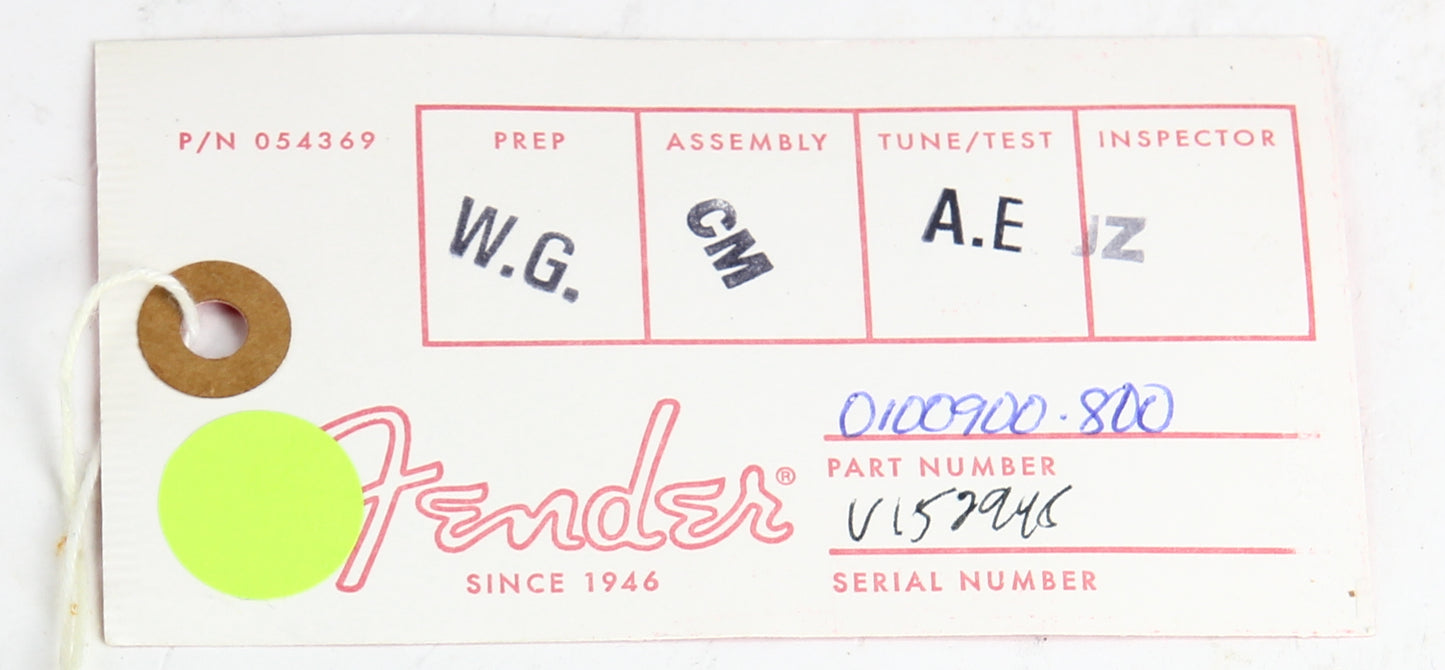 P/N 054369
PREP ASSEMBLY TUNE/TEST INSPECTOR
W.G. CM A.E JZ
0100900-800
PART NUMBER
Fender®
V152946
SINCE 1946
SERIAL NUMBER